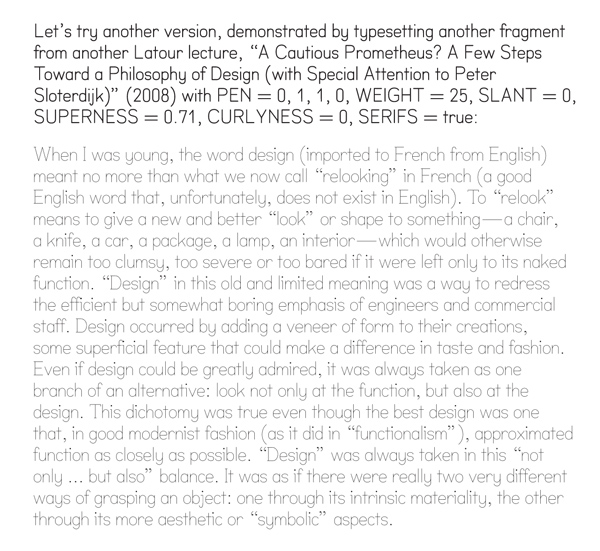 Let’s try another version, demonstrated by typesetting another fragment
from another Latour lecture, “A Cautious Prometheus? A Few Steps
Toward a Philosophy of Design (with Special Attention to Peter
Sloterdijk)” (2008) with PEN = 0, 1, 1, 0, WEIGHT = 25, SLANT = 0,
SUPERNESS = 0.71, CURLYNESS = 0, SERIFS = true:
When I was young, the word design (imported to French from English)
meant no more than what we now call “relooking” in French (a good
English word that, unfortunately, does not exist in English). To “relook”
means to give a new and better “look” or shape to something—a chair,
a knife, a car, a package, a lamp, an interior—which would otherwise
remain too clumsy, too severe or too bared if it were left only to its naked
function. “Design” in this old and limited meaning was a way to redress
the efficient but somewhat boring emphasis of engineers and commercial
staff. Design occurred by adding a veneer of form to their creations,
some superficial feature that could make a difference in taste and fashion.
Even if design could be greatly admired, it was always taken as one
branch of an alternative: look not only at the function, but also at the
design. This dichotomy was true even though the best design was one
that, in good modernist fashion (as it did in “functionalism”), approximated
function as closely as possible. “Design” was always taken in this “not
only … but also” balance. It was as if there were really two very different
ways of grasping an object: one through its intrinsic materiality, the other
through its more aesthetic or “symbolic” aspects.